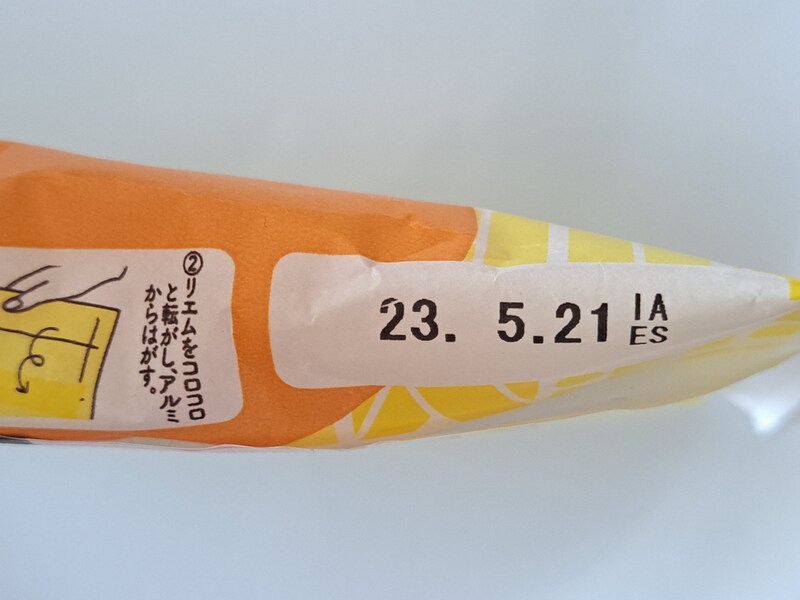 ②リエムをコロコロ
と転がし、アルミ
からはがす。
23. 5.21 IA
ES